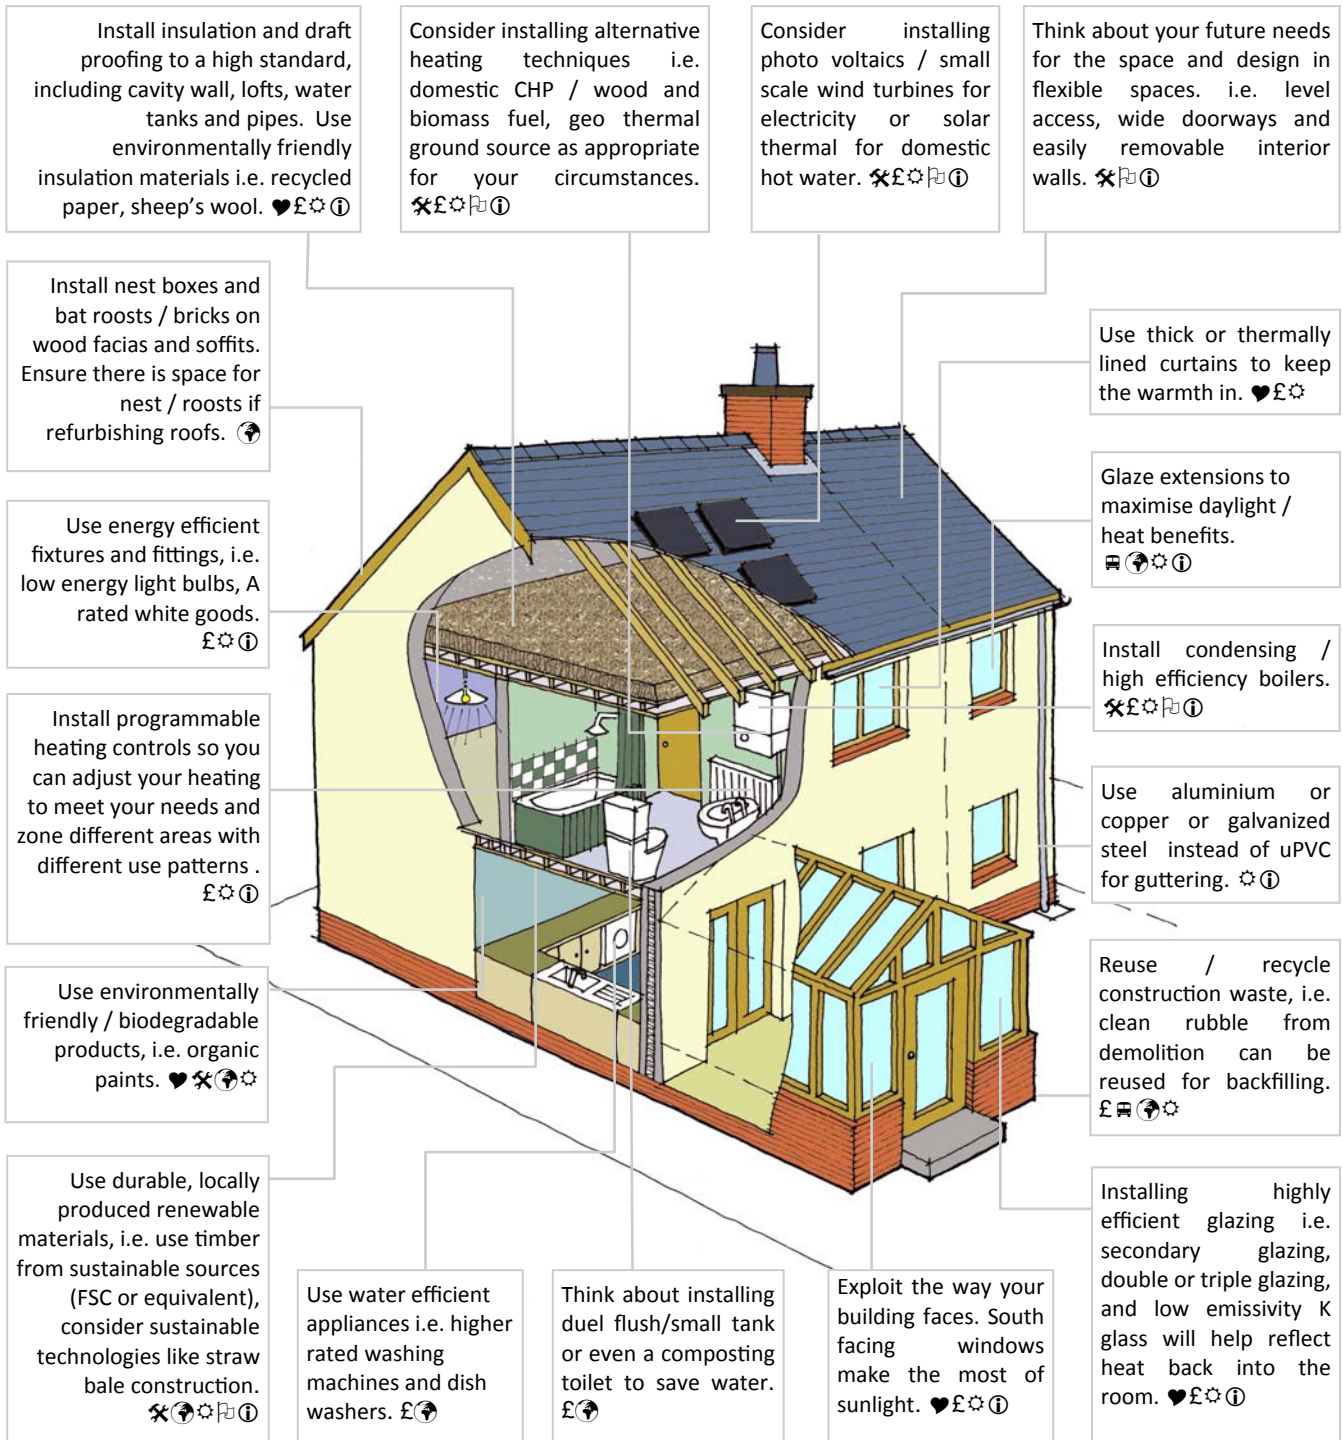 Install insulation and draft
proofing to a high standard,
including cavity wall, lofts, water
tanks and pipes. Use
environmentally friendly
insulation materials i.e. recycled
paper, sheep's wool. ♥£☼ⓘ
Consider installing alternative
heating techniques i.e.
domestic CHP / wood and
biomass fuel, geo thermal
ground source as appropriate
for your circumstances.
🛠£☼⚐ⓘ
Consider installing
photo voltaics / small
scale wind turbines for
electricity or solar
thermal for domestic
hot water. 🛠£☼⚐ⓘ
Think about your future needs
for the space and design in
flexible spaces. i.e. level
access, wide doorways and
easily removable interior
walls. 🛠⚐ⓘ
Install nest boxes and
bat roosts / bricks on
wood facias and soffits.
Ensure there is space for
nest / roosts if
refurbishing roofs. 🌍
Use thick or thermally
lined curtains to keep
the warmth in. ♥£☼
Glaze extensions to
maximise daylight /
heat benefits.
🚍🌍☼ⓘ
Use energy efficient
fixtures and fittings, i.e.
low energy light bulbs, A
rated white goods.
£☼ⓘ
Install condensing /
high efficiency boilers.
🛠£☼⚐ⓘ
Install programmable
heating controls so you
can adjust your heating
to meet your needs and
zone different areas with
different use patterns .
£☼ⓘ
Use aluminium or
copper or galvanized
steel instead of uPVC
for guttering. ☼ⓘ
Use environmentally
friendly / biodegradable
products, i.e. organic
paints. ♥🛠🌍☼
Reuse / recycle
construction waste, i.e.
clean rubble from
demolition can be
reused for backfilling.
£🚍🌍☼
Use durable, locally
produced renewable
materials, i.e. use timber
from sustainable sources
(FSC or equivalent),
consider sustainable
technologies like straw
bale construction.
🛠🌍☼⚐ⓘ
Use water efficient
appliances i.e. higher
rated washing
machines and dish
washers. £🌍
Think about installing
duel flush/small tank
or even a composting
toilet to save water.
£🌍
Exploit the way your
building faces. South
facing windows
make the most of
sunlight. ♥£☼ⓘ
Installing highly
efficient glazing i.e.
secondary glazing,
double or triple glazing,
and low emissivity K
glass will help reflect
heat back into the
room. ♥£☼ⓘ